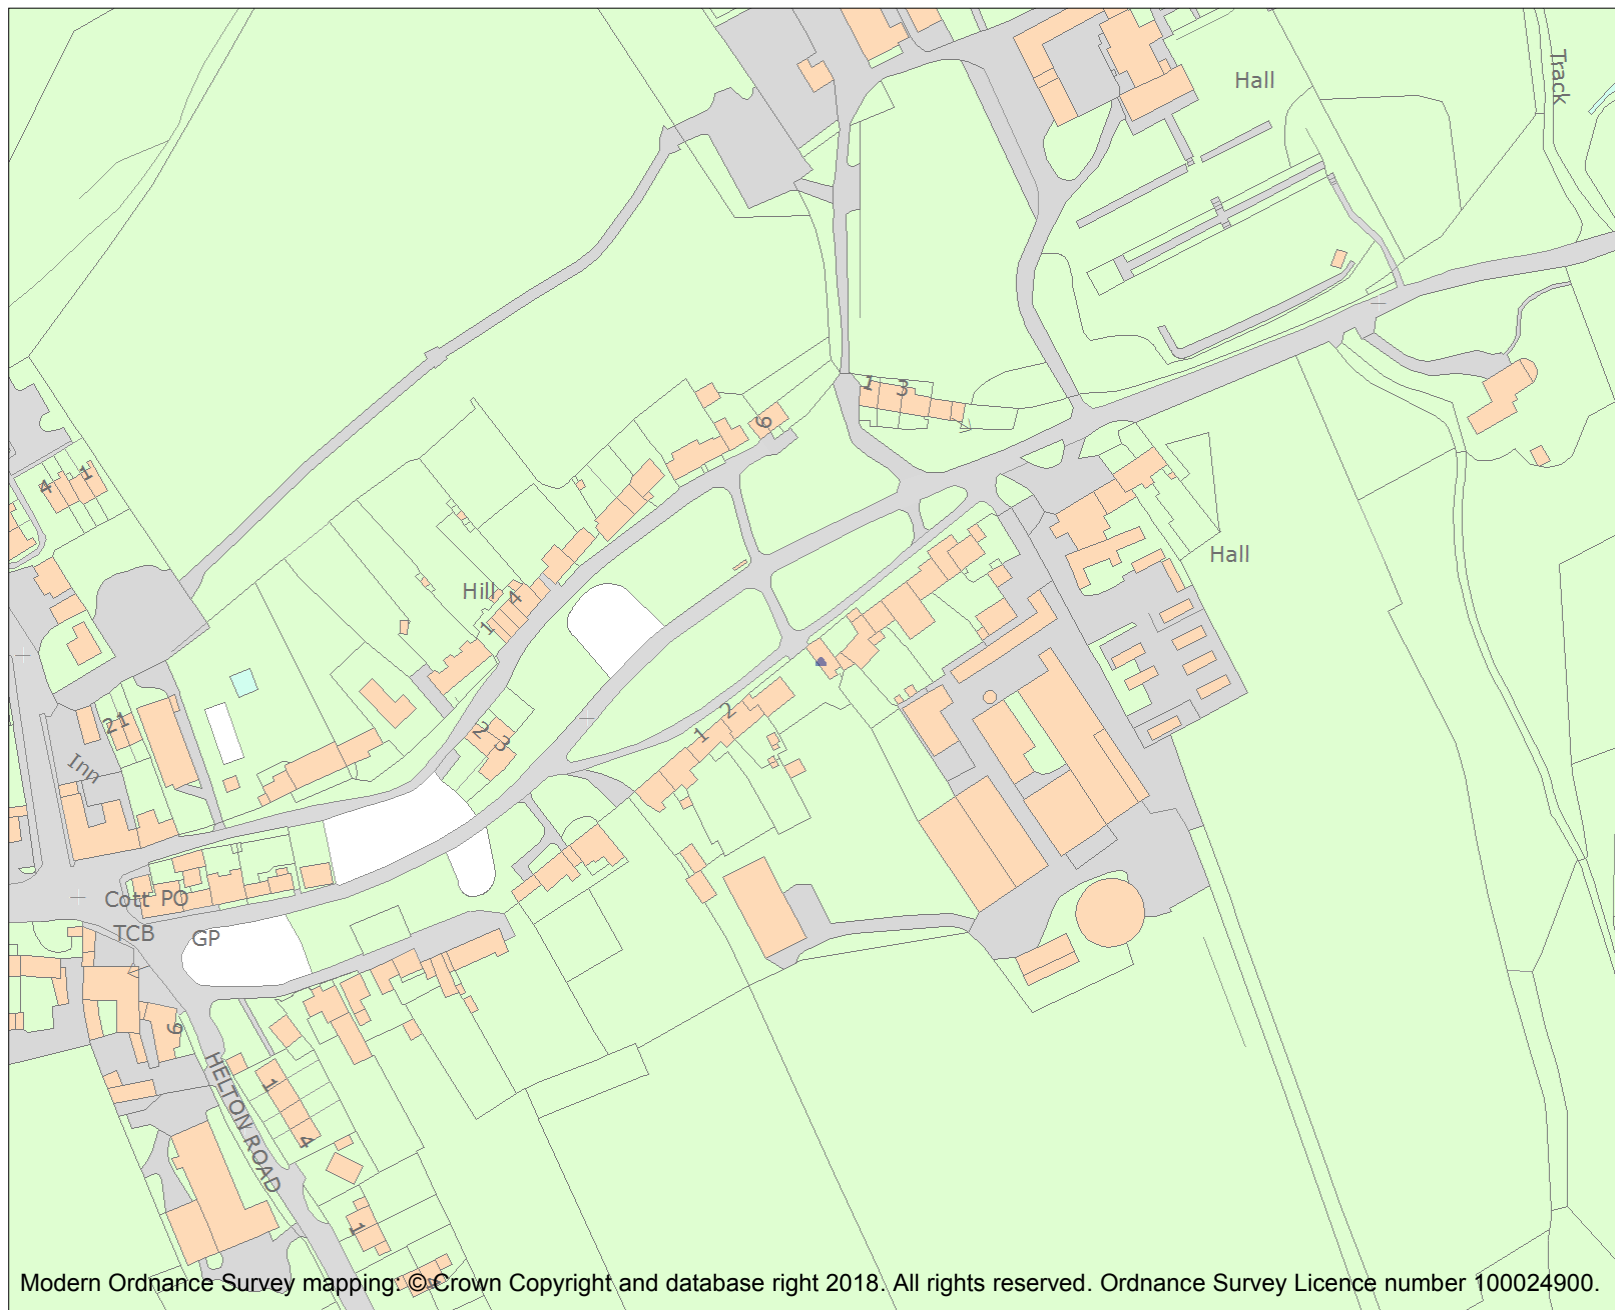 Hall
Track
1 3
6
4 1
Hall
Hill
4
1
2 3
2
1
21
Inn
Cott PO
TCB GP
6
HELTON ROAD
1
4
1
Modern Ordnance Survey mapping: © Crown Copyright and database right 2018. All rights reserved. Ordnance Survey Licence number 100024900.